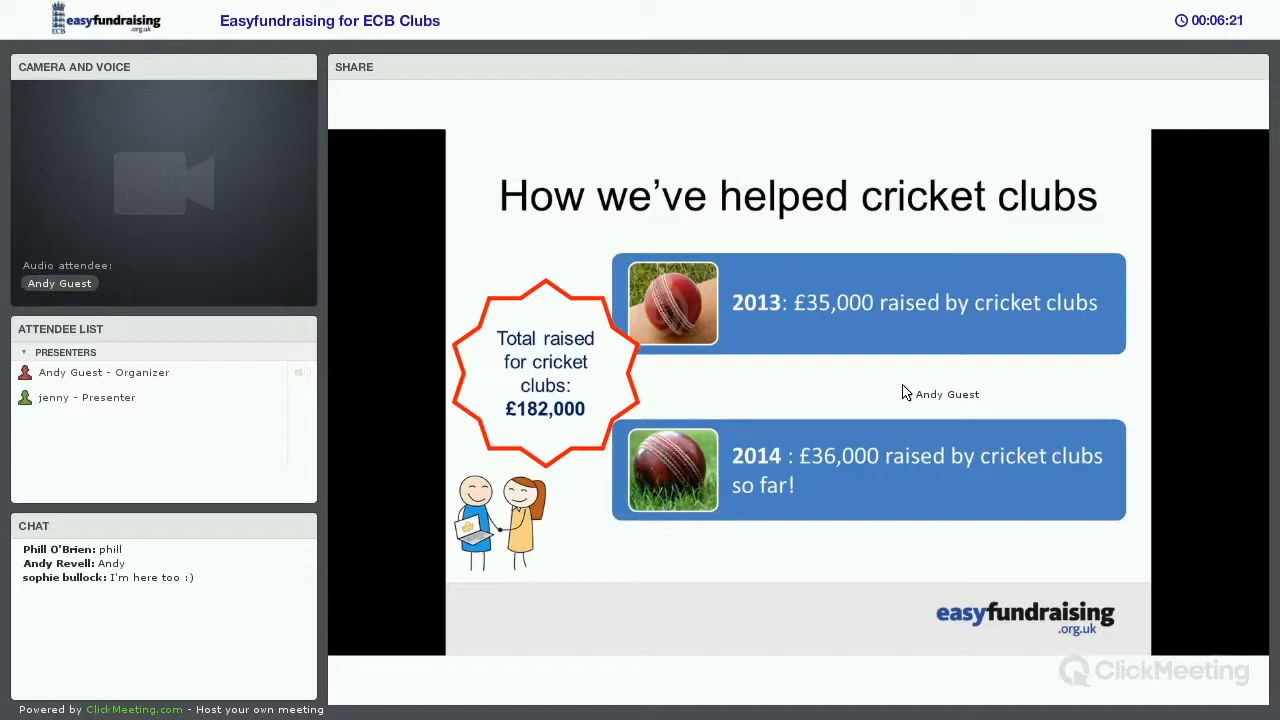 ECB
easyfundraising
.org.uk
Easyfundraising for ECB Clubs
00:06:21
CAMERA AND VOICE
Audio attendee:
Andy Guest
ATTENDEE LIST
PRESENTERS
Andy Guest - Organizer
jenny - Presenter
CHAT
Phill O'Brien: phill
Andy Revell: Andy
sophie bullock: I'm here too :)
Powered by ClickMeeting.com - Host your own meeting
SHARE
How we've helped cricket clubs
Total raised
for cricket
clubs:
£182,000
2013: £35,000 raised by cricket clubs
Andy Guest
2014 : £36,000 raised by cricket clubs
so far!
easyfundraising
.org.uk
ClickMeeting